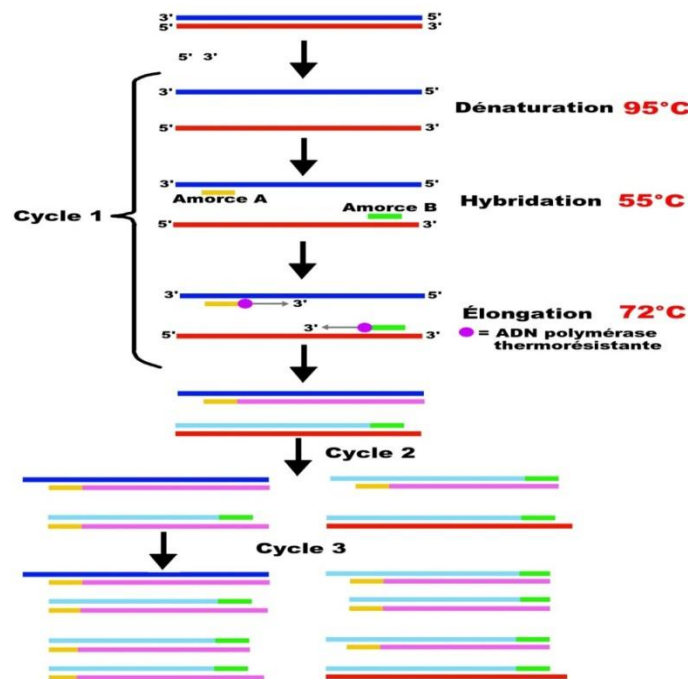 3' 5'
5' 3'
5' 3'
3' 5'
Dénaturation 95°C
5' 3'
3' 5'
Amorce A
Hybridation 55°C
Amorce B
Cycle 1
5' 3'
3' 5'
3'
Élongation 72°C
3'
= ADN polymérase
thermorésistante
5' 3'
Cycle 2
Cycle 3